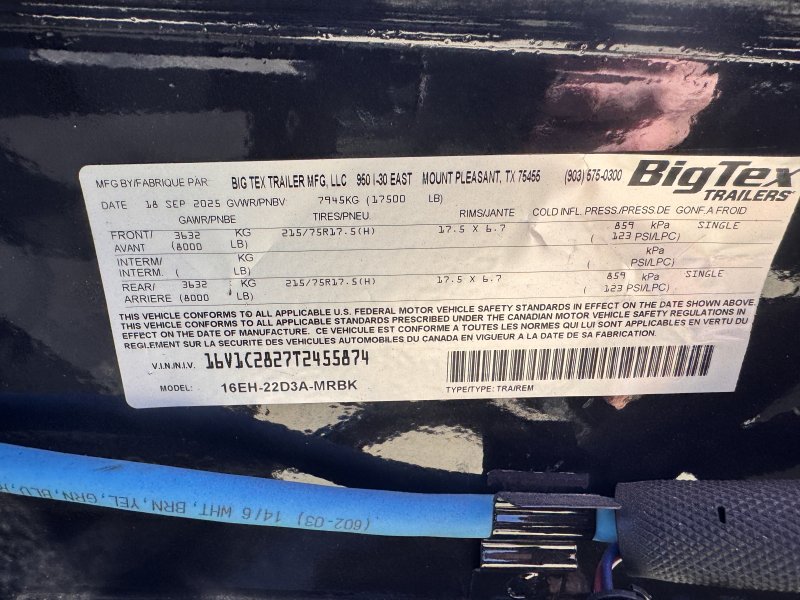 MFG BY/FABRIQUE PAR: BIG TEX TRAILER MFG, LLC 950 I-30 EAST MOUNT PLEASANT, TX 75455 (903) 575-0300 BigTex TRAILERS
DATE 18 SEP 2025 GVWR/PNBV 7945KG (17500 LB)
GAWR/PNBE TIRES/PNEU RIMS/JANTE COLD INFL. PRESS./PRESS.DE GONF.A FROID
FRONT/ 3632 KG 215/75R17.5(H) 17.5 X 6.7 859 kPa SINGLE
AVANT (8000 LB) ( 123 PSI/LPC)
INTERM/ KG kPa
INTERM. ( LB) ( PSI/LPC)
REAR/ 3632 KG 215/75R17.5(H) 17.5 X 6.7 859 kPa SINGLE
ARRIERE (8000 LB) ( 123 PSI/LPC)
THIS VEHICLE CONFORMS TO ALL APPLICABLE U.S. FEDERAL MOTOR VEHICLE SAFETY STANDARDS IN EFFECT ON THE DATE SHOWN ABOVE.
THIS VEHICLE CONFORMS TO ALL APPLICABLE STANDARDS PRESCRIBED UNDER THE CANADIAN MOTOR VEHICLE SAFETY REGULATIONS IN
EFFECT ON THE DATE OF MANUFACTURE. CE VEHICULE EST CONFORME A TOUTES LES NORMES QUI LUI SONT APPLICABLES EN VERTU DU
REGLEMENT SUR LA SECURITE DES VEHICULES AUTOMOBILES DU CANADA EN VIGUEUR A LA DATE DE SA FABRICATION.
V.I.N./N.I.V. 16V1C2827T2455874
MODEL: 16EH-22D3A-MRBK TYPE/TYPE: TRA/REM
(602-03) 14/6 WHT, BRN, YEL, GRN, BLU,